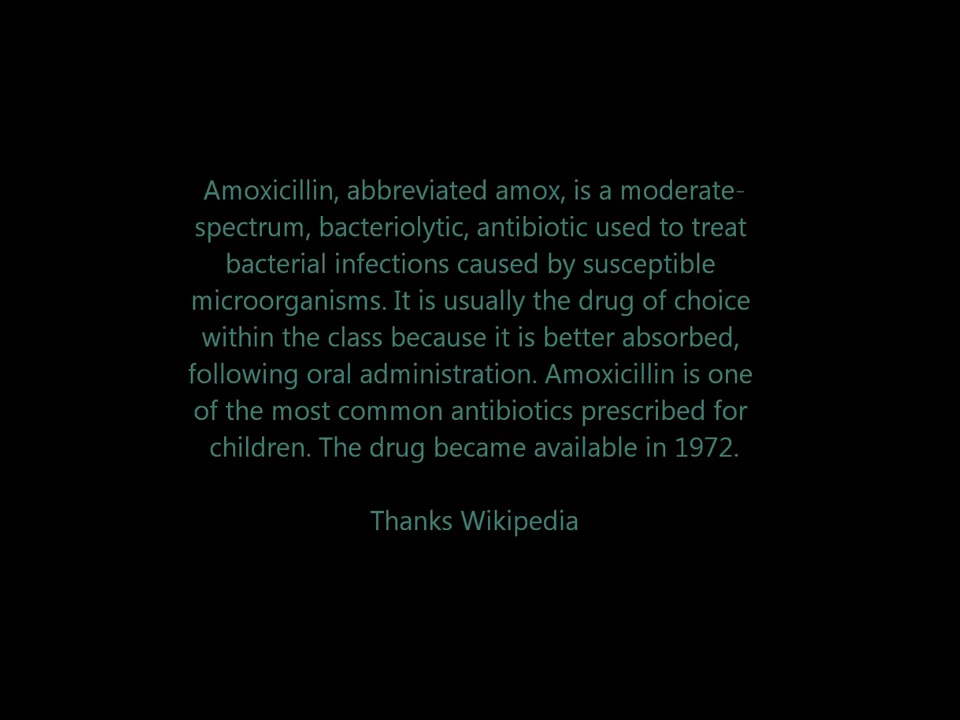 Amoxicillin, abbreviated amox, is a moderate-
spectrum, bacteriolytic, antibiotic used to treat
bacterial infections caused by susceptible
microorganisms. It is usually the drug of choice
within the class because it is better absorbed,
following oral administration. Amoxicillin is one
of the most common antibiotics prescribed for
children. The drug became available in 1972.
Thanks Wikipedia